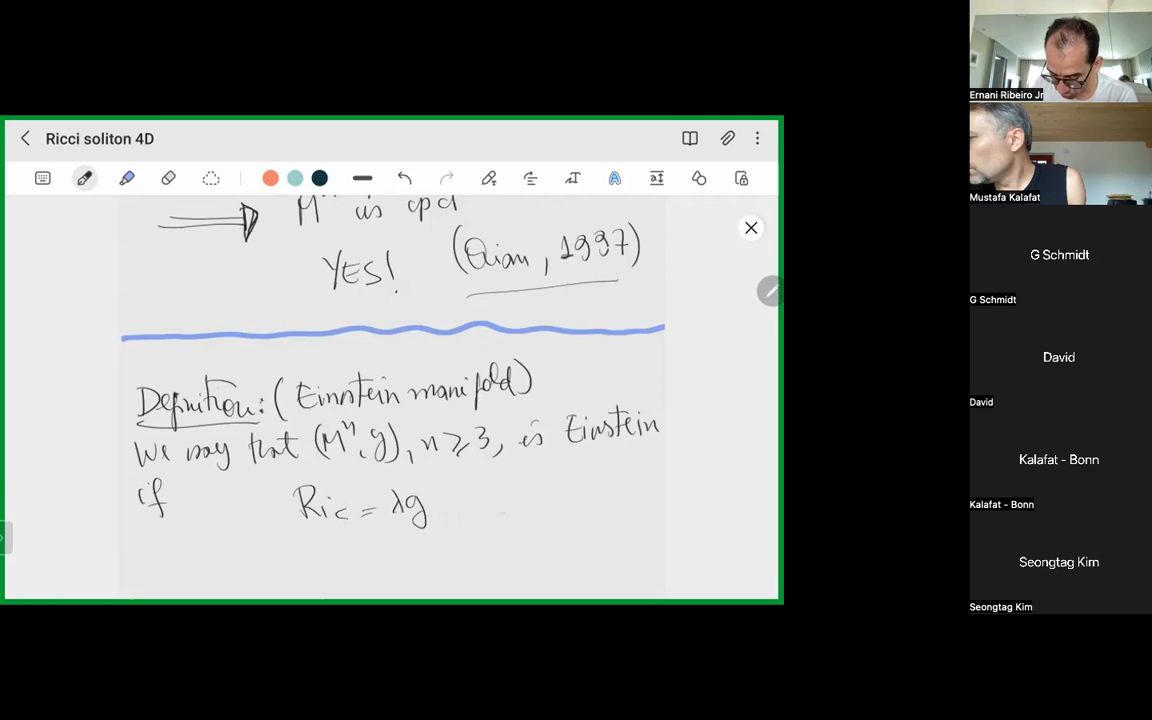 Ricci soliton 4D
Mⁿ is cpct
YES! (Qian, 1997)
Definition: (Einstein manifold)
We say that (Mⁿ, g), n ≥ 3, is Einstein
if Ric = λg
Ernani Ribeiro Jr
Mustafa Kalafat
G Schmidt
G Schmidt
David
David
Kalafat - Bonn
Kalafat - Bonn
Seongtag Kim
Seongtag Kim